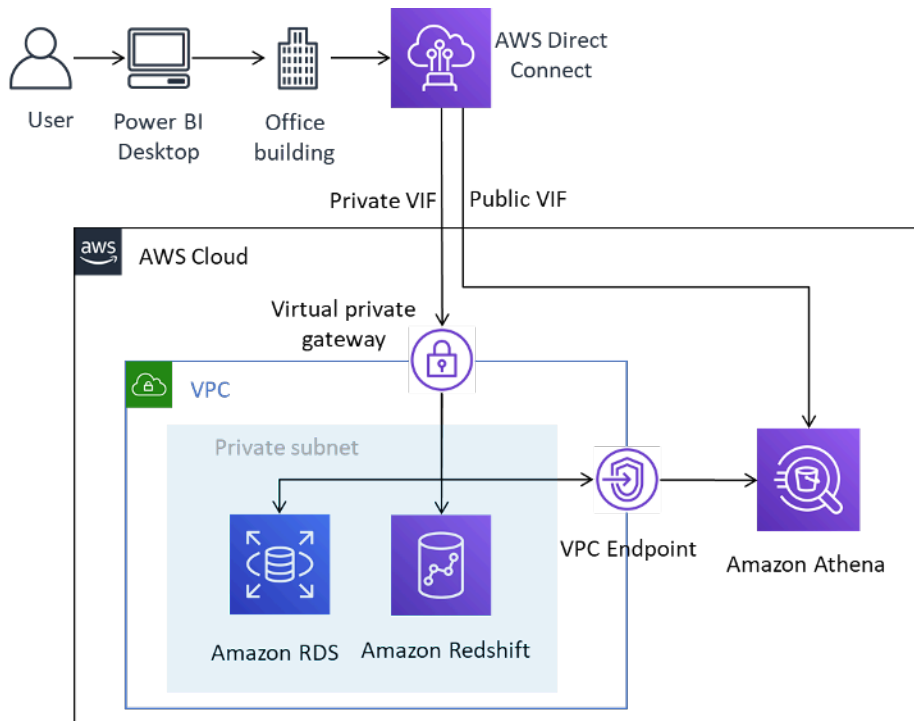 AWS Direct
Connect
User
Power BI
Desktop
Office
building
Private VIF
Public VIF
aws
AWS Cloud
Virtual private
gateway
VPC
Private subnet
VPC Endpoint
Amazon Athena
Amazon RDS
Amazon Redshift